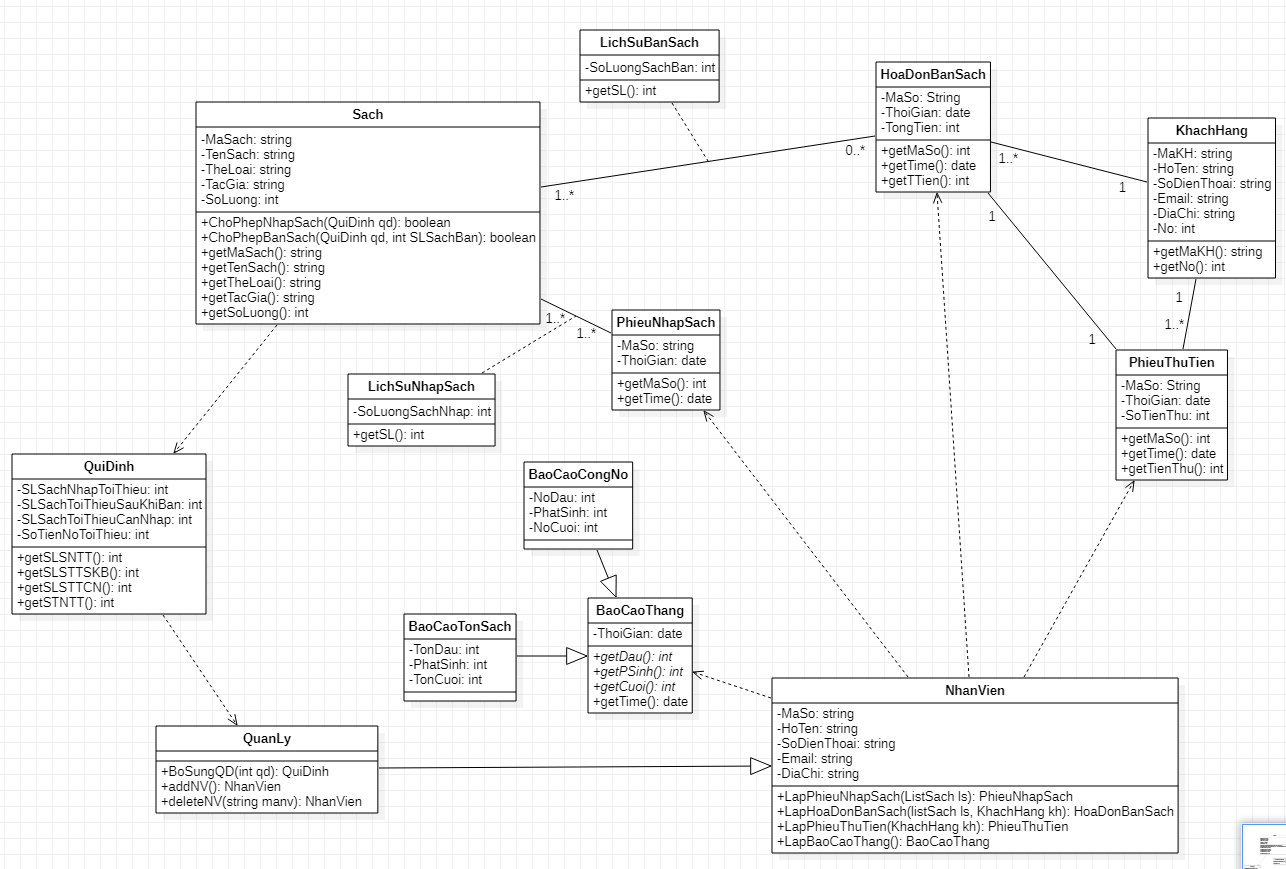 LichSuBanSach
-SoLuongSachBan: int
+getSL(): int
HoaDonBanSach
-MaSo: String
-ThoiGian: date
-TongTien: int
+getMaSo(): int
+getTime(): date
+getTTien(): int
Sach
-MaSach: string
-TenSach: string
-TheLoai: string
-TacGia: string
-SoLuong: int
+ChoPhepNhapSach(QuiDinh qd): boolean
+ChoPhepBanSach(QuiDinh qd, int SLSachBan): boolean
+getMaSach(): string
+getTenSach(): string
+getTheLoai(): string
+getTacGia(): string
+getSoLuong(): int
KhachHang
-MaKH: string
-HoTen: string
-SoDienThoai: string
-Email: string
-DiaChi: string
-No: int
+getMaKH(): string
+getNo(): int
0..*
1..*
1..*
1
1
1
1
1..*
1..*
1..*
PhieuNhapSach
-MaSo: string
-ThoiGian: date
+getMaSo(): int
+getTime(): date
PhieuThuTien
-MaSo: String
-ThoiGian: date
-SoTienThu: int
+getMaSo(): int
+getTime(): date
+getTienThu(): int
LichSuNhapSach
-SoLuongSachNhap: int
+getSL(): int
QuiDinh
-SLSachNhapToiThieu: int
-SLSachToiThieuSauKhiBan: int
-SLSachToiThieuCanNhap: int
-SoTienNoToiThieu: int
+getSLSNTT(): int
+getSLSTTSKB(): int
+getSLSTTCN(): int
+getSTNTT(): int
BaoCaoCongNo
-NoDau: int
-PhatSinh: int
-NoCuoi: int
BaoCaoThang
-ThoiGian: date
+getDau(): int
+getPSinh(): int
+getCuoi(): int
+getTime(): date
BaoCaoTonSach
-TonDau: int
-PhatSinh: int
-TonCuoi: int
NhanVien
-MaSo: string
-HoTen: string
-SoDienThoai: string
-Email: string
-DiaChi: string
+LapPhieuNhapSach(ListSach ls): PhieuNhapSach
+LapHoaDonBanSach(listSach ls, KhachHang kh): HoaDonBanSach
+LapPhieuThuTien(KhachHang kh): PhieuThuTien
+LapBaoCaoThang(): BaoCaoThang
QuanLy
+BoSungQD(int qd): QuiDinh
+addNV(): NhanVien
+deleteNV(string manv): NhanVien